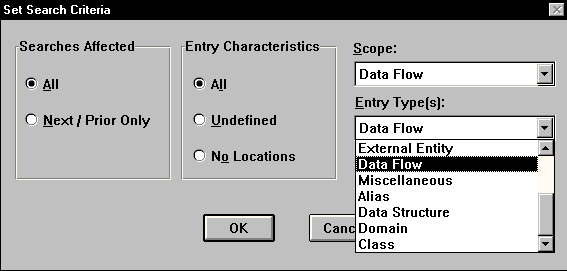 Set Search Criteria
Searches Affected
All
Next / Prior Only
Entry Characteristics
All
Undefined
No Locations
Scope:
Data Flow
Entry Type(s):
Data Flow
External Entity
Data Flow
Miscellaneous
Alias
Data Structure
Domain
Class
OK
Canc